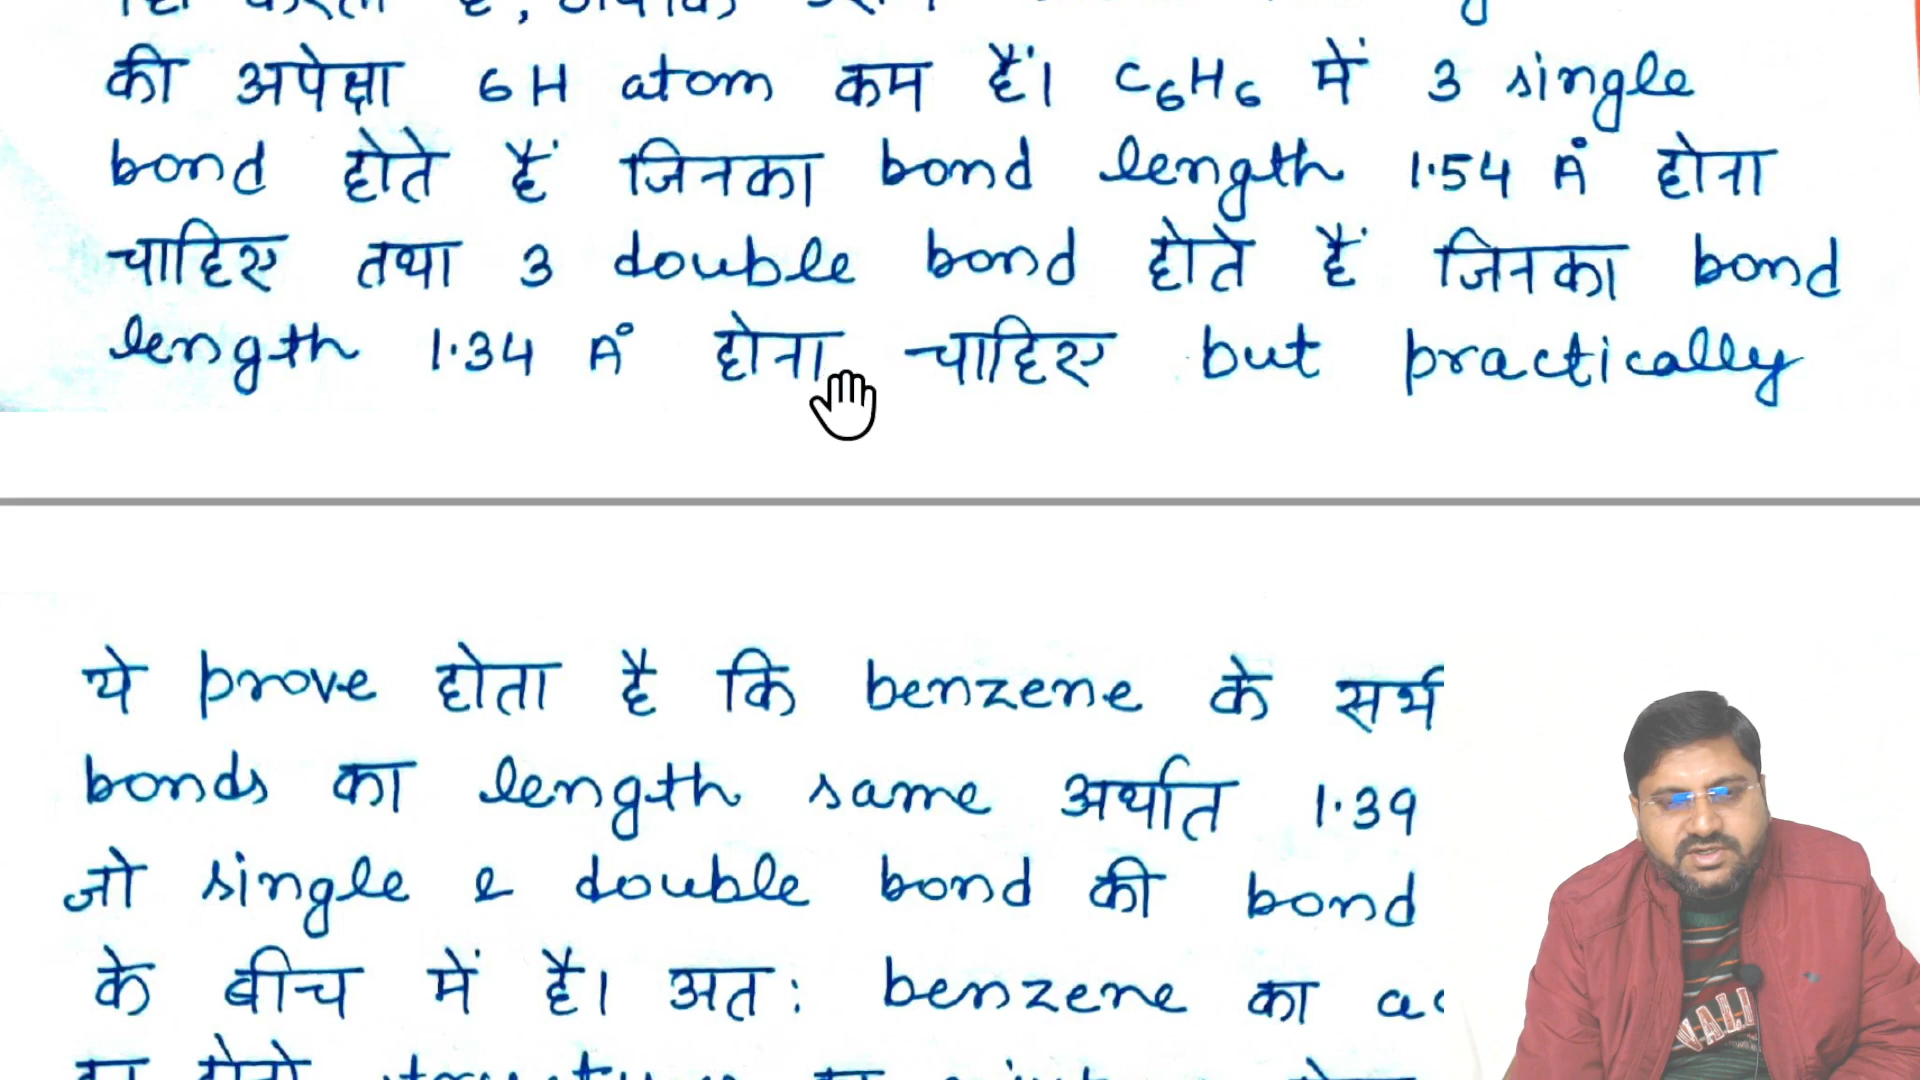 की अपेक्षा 6H atom कम हैं। C₆H₆ में 3 single
bond होते हैं जिनका bond length 1.54 Å होना
चाहिए तथा 3 double bond होते हैं जिनका bond
length 1.34 A° होना चाहिए but practically
ये prove होता है कि benzene के
bonds का length same अर्थात 1.39
जो single & double bond की bond
के बीच में है। अत: benzene का
VALI